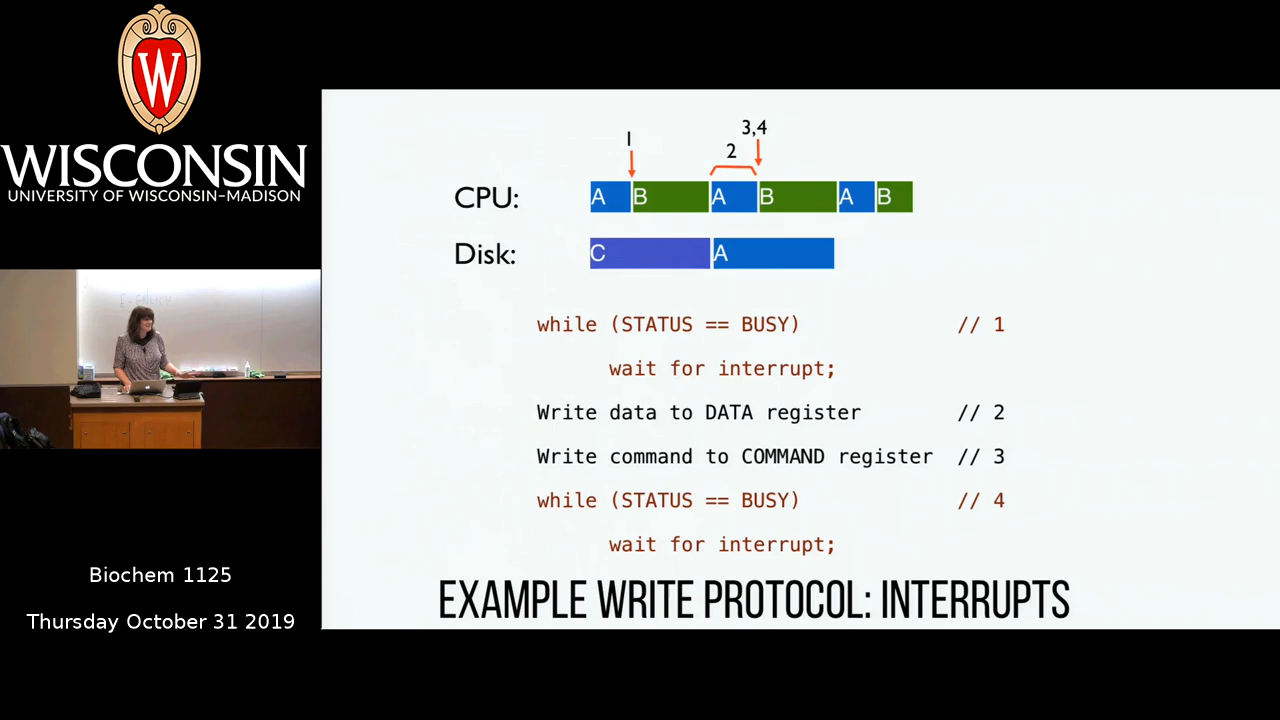 W
WISCONSIN
UNIVERSITY OF WISCONSIN–MADISON
Biochem 1125
Thursday October 31 2019
1
2
3,4
CPU: A B A B A B
Disk: C A
while (STATUS == BUSY) // 1
wait for interrupt;
Write data to DATA register // 2
Write command to COMMAND register // 3
while (STATUS == BUSY) // 4
wait for interrupt;
EXAMPLE WRITE PROTOCOL: INTERRUPTS